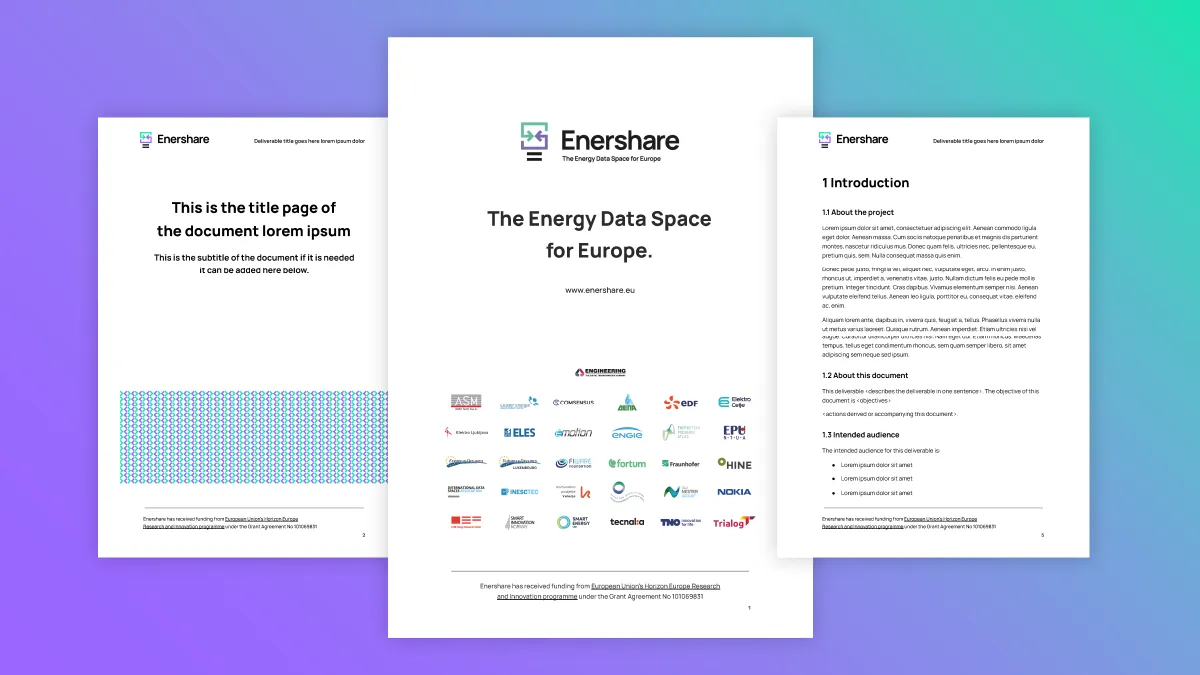 Enershare
Deliverable title goes here lorem ipsum dolor
This is the title page of
the document lorem ipsum
This is the subtitle of the document if it is needed
it can be added here below.
Enershare has received funding from European Union's Horizon Europe
Research and Innovation programme under the Grant Agreement No 101069831
2
Enershare
The Energy Data Space for Europe
The Energy Data Space
for Europe.
www.enershare.eu
ENGINEERING
ASM
COMSENSUS
EDF
Elektro
Celje
Elektro Ljubljana
ELES
emotion
ENGIE
EPU
NTUA
LUXEMBOURG
FIWARE
FOUNDATION
fortum
Fraunhofer
HINE
INTERNATIONAL DATA
SPACES ASSOCIATION
INESCTEC
NOKIA
SMART
INNOVATION
NORWAY
SMART
ENERGY
tecnalia
TNO innovation
for life
Trialog
Enershare has received funding from European Union's Horizon Europe Research
and Innovation programme under the Grant Agreement No 101069831
1
Enershare
Deliverable title goes here lorem ipsum dolor
1 Introduction
1.1 About the project
Lorem ipsum dolor sit amet, consectetuer adipiscing elit. Aenean commodo ligula
eget dolor. Aenean massa. Cum sociis natoque penatibus et magnis dis parturient
montes, nascetur ridiculus mus. Donec quam felis, ultricies nec, pellentesque eu,
pretium quis, sem. Nulla consequat massa quis enim.
Donec pede justo, fringilla vel, aliquet nec, vulputate eget, arcu. In enim justo,
rhoncus ut, imperdiet a, venenatis vitae, justo. Nullam dictum felis eu pede mollis
pretium. Integer tincidunt. Cras dapibus. Vivamus elementum semper nisi. Aenean
vulputate eleifend tellus. Aenean leo ligula, porttitor eu, consequat vitae, eleifend
ac, enim.
Aliquam lorem ante, dapibus in, viverra quis, feugiat a, tellus. Phasellus viverra nulla
ut metus varius laoreet. Quisque rutrum. Aenean imperdiet. Etiam ultricies nisi vel
augue. Curabitur ullamcorper ultricies nisi. Nam eget dui. Etiam rhoncus. Maecenas
tempus, tellus eget condimentum rhoncus, sem quam semper libero, sit amet
adipiscing sem neque sed ipsum.
1.2 About this document
This deliverable <describes the deliverable in one sentence>. The objective of this
document is <objectives>
<actions derived or accompanying this document>.
1.3 Intended audience
The intended audience for this deliverable is
• Lorem ipsum dolor sit amet
• Lorem ipsum dolor sit amet
• Lorem ipsum dolor sit amet
Enershare has received funding from European Union's Horizon Europe
Research and Innovation programme under the Grant Agreement No 101069831
5